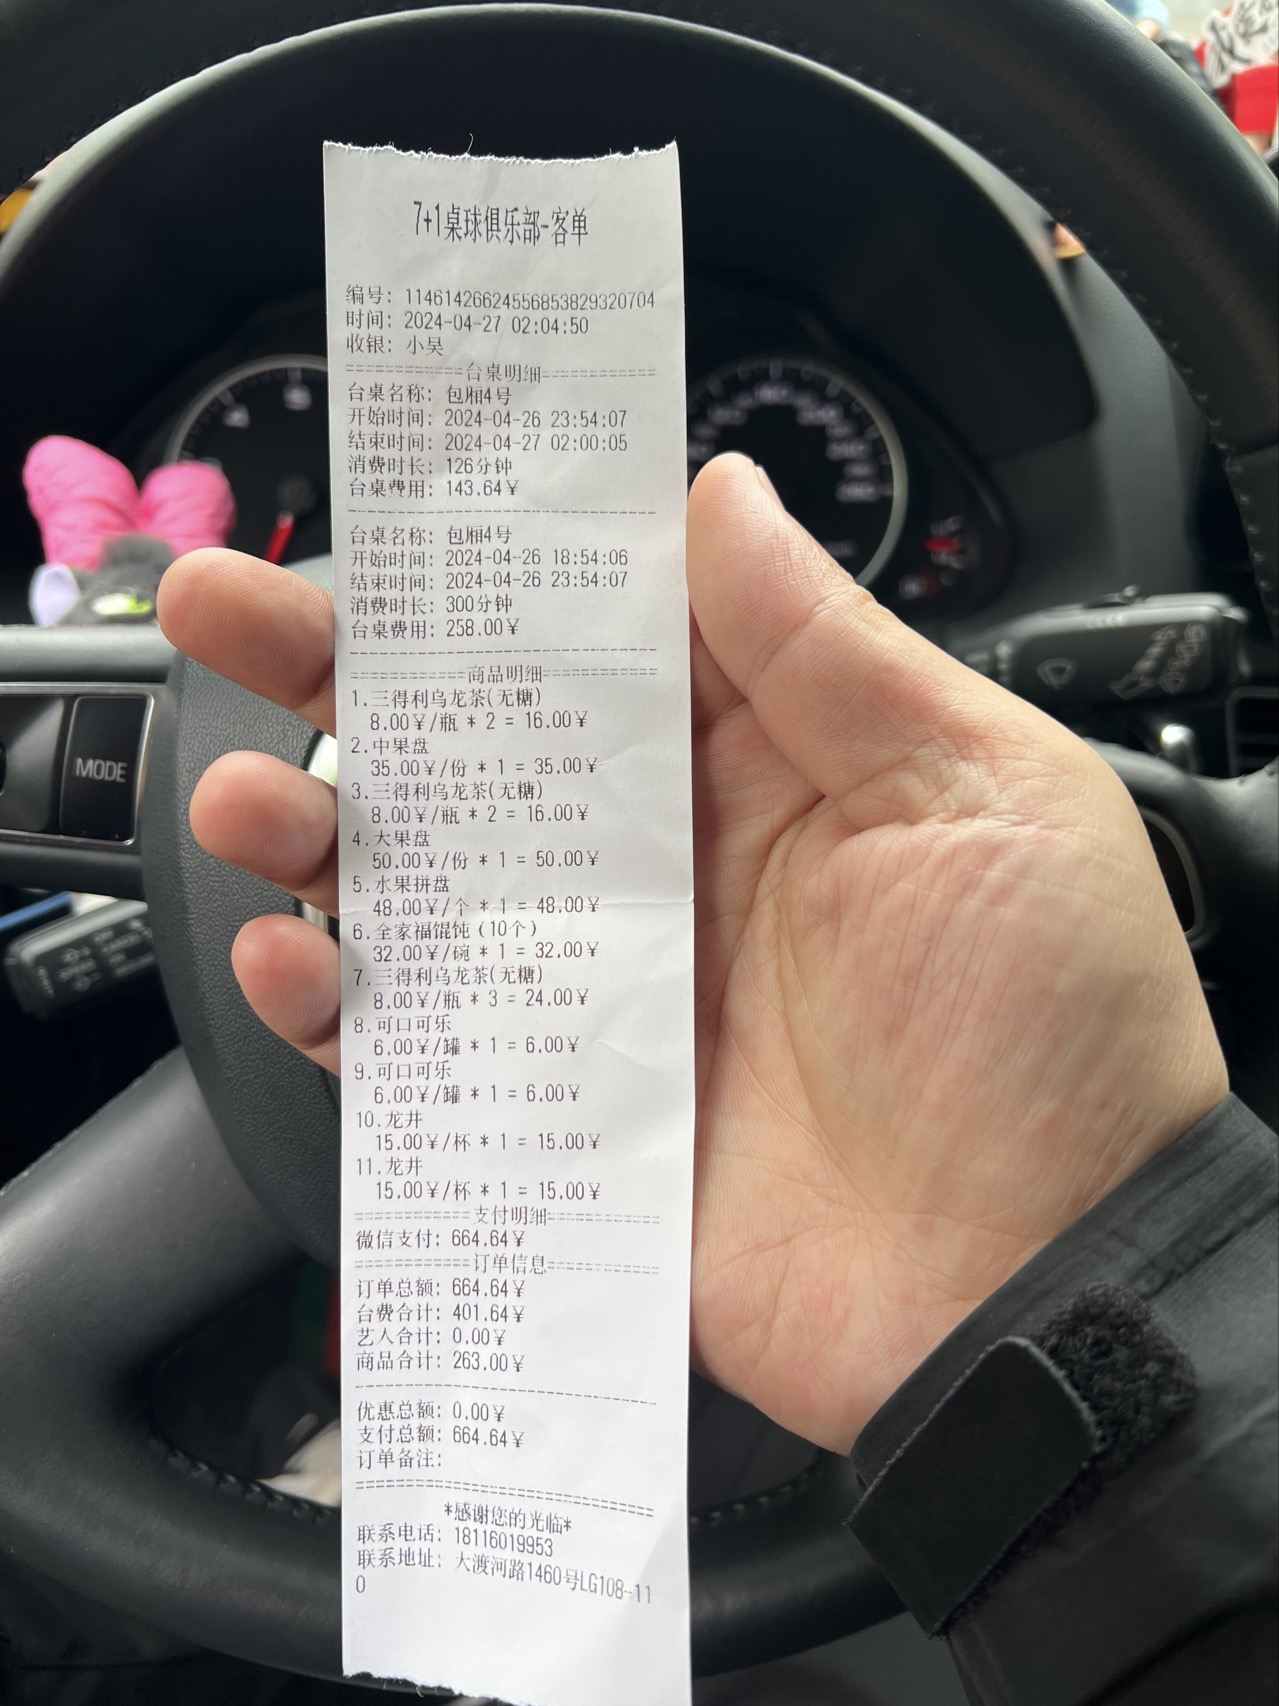 7+1桌球俱乐部-客单
编号: 11461426624556853829320704
时间: 2024-04-27 02:04:50
收银: 小吴
============台桌明细============
台桌名称: 包厢4号
开始时间: 2024-04-26 23:54:07
结束时间: 2024-04-27 02:00:05
消费时长: 126分钟
台桌费用: 143.64¥
--------------------------------
台桌名称: 包厢4号
开始时间: 2024-04-26 18:54:06
结束时间: 2024-04-26 23:54:07
消费时长: 300分钟
台桌费用: 258.00¥
--------------------------------
============商品明细============
1.三得利乌龙茶(无糖)
8.00¥/瓶 * 2 = 16.00¥
2.中果盘
35.00¥/份 * 1 = 35.00¥
3.三得利乌龙茶(无糖)
8.00¥/瓶 * 2 = 16.00¥
4.大果盘
50.00¥/份 * 1 = 50.00¥
5.水果拼盘
48.00¥/个 * 1 = 48.00¥
6.全家福馄饨（10个）
32.00¥/碗 * 1 = 32.00¥
7.三得利乌龙茶(无糖)
8.00¥/瓶 * 3 = 24.00¥
8.可口可乐
6.00¥/罐 * 1 = 6.00¥
9.可口可乐
6.00¥/罐 * 1 = 6.00¥
10.龙井
15.00¥/杯 * 1 = 15.00¥
11.龙井
15.00¥/杯 * 1 = 15.00¥
============支付明细============
微信支付: 664.64¥
============订单信息============
订单总额: 664.64¥
台费合计: 401.64¥
艺人合计: 0.00¥
商品合计: 263.00¥
--------------------------------
优惠总额: 0.00¥
支付总额: 664.64¥
订单备注:
================================
*感谢您的光临*
联系电话: 18116019953
联系地址: 大渡河路1460号LG108-11
0
MODE